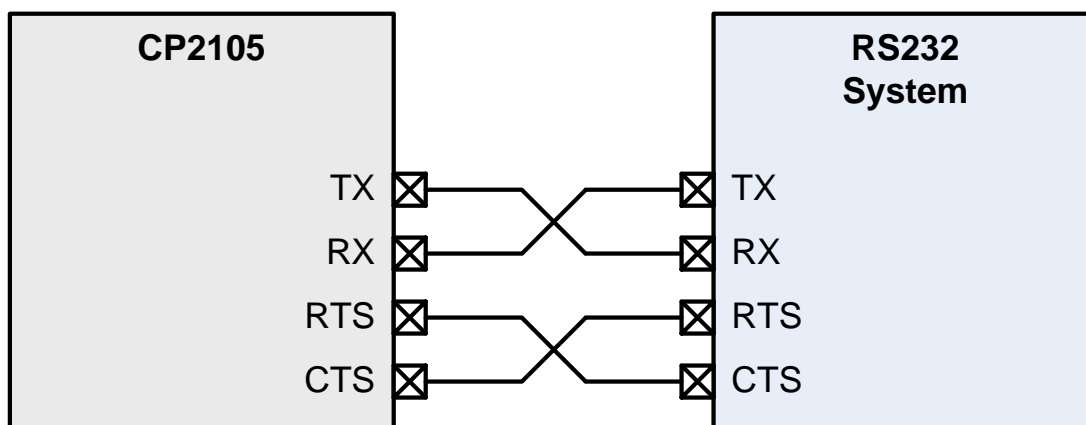 CP2105
RS232
System
TX
RX
RTS
CTS
TX
RX
RTS
CTS